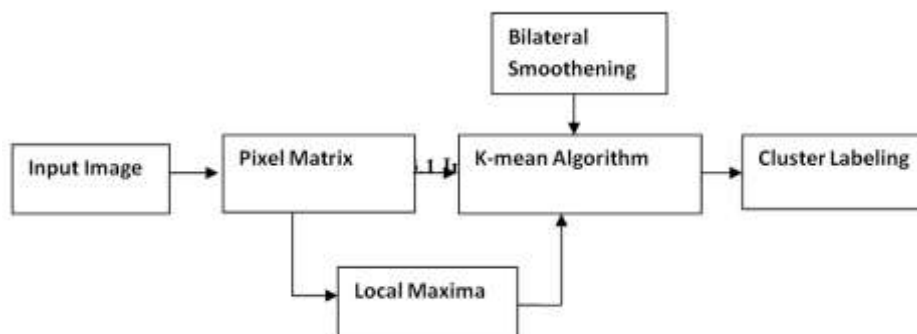 Bilateral
Smoothening
Input Image
Pixel Matrix
K-mean Algorithm
Cluster Labeling
Local Maxima